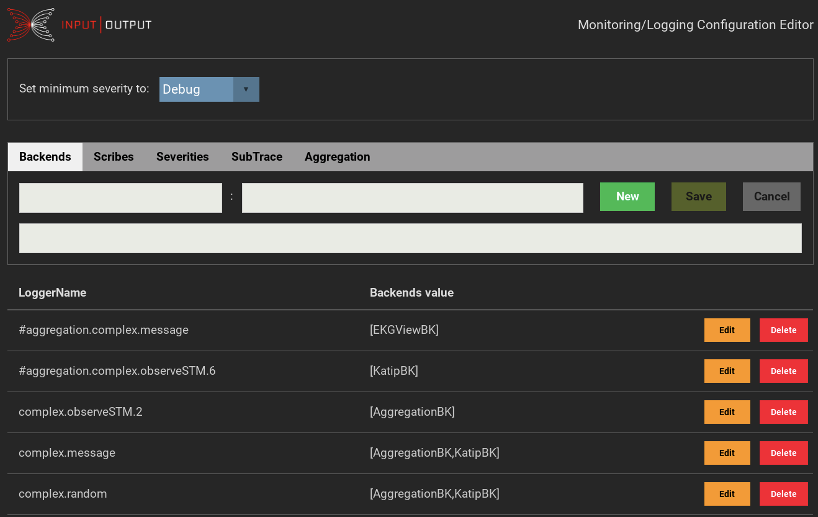 INPUT | OUTPUT
Monitoring/Logging Configuration Editor
Set minimum severity to: Debug
Backends Scribes Severities SubTrace Aggregation
: New Save Cancel
LoggerName Backends value
#aggregation.complex.message [EKGViewBK] Edit Delete
#aggregation.complex.observeSTM.6 [KatipBK] Edit Delete
complex.observeSTM.2 [AggregationBK] Edit Delete
complex.message [AggregationBK,KatipBK] Edit Delete
complex.random [AggregationBK,KatipBK] Edit Delete